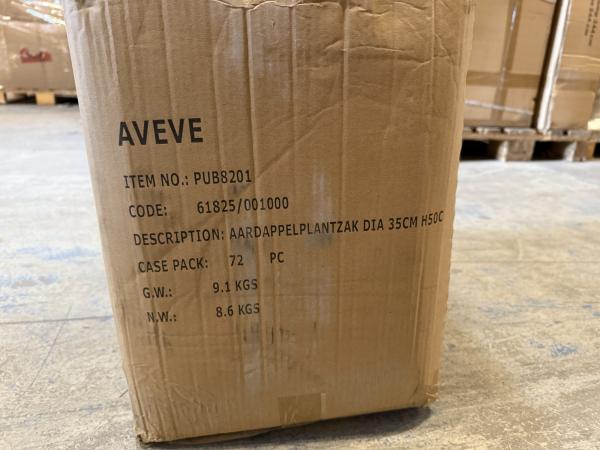 AVEVE
ITEM NO.: PUB8201
CODE: 61825/001000
DESCRIPTION: AARDAPPELPLANTZAK DIA 35CM H50C
CASE PACK: 72 PC
G.W.: 9.1 KGS
N.W.: 8.6 KGS